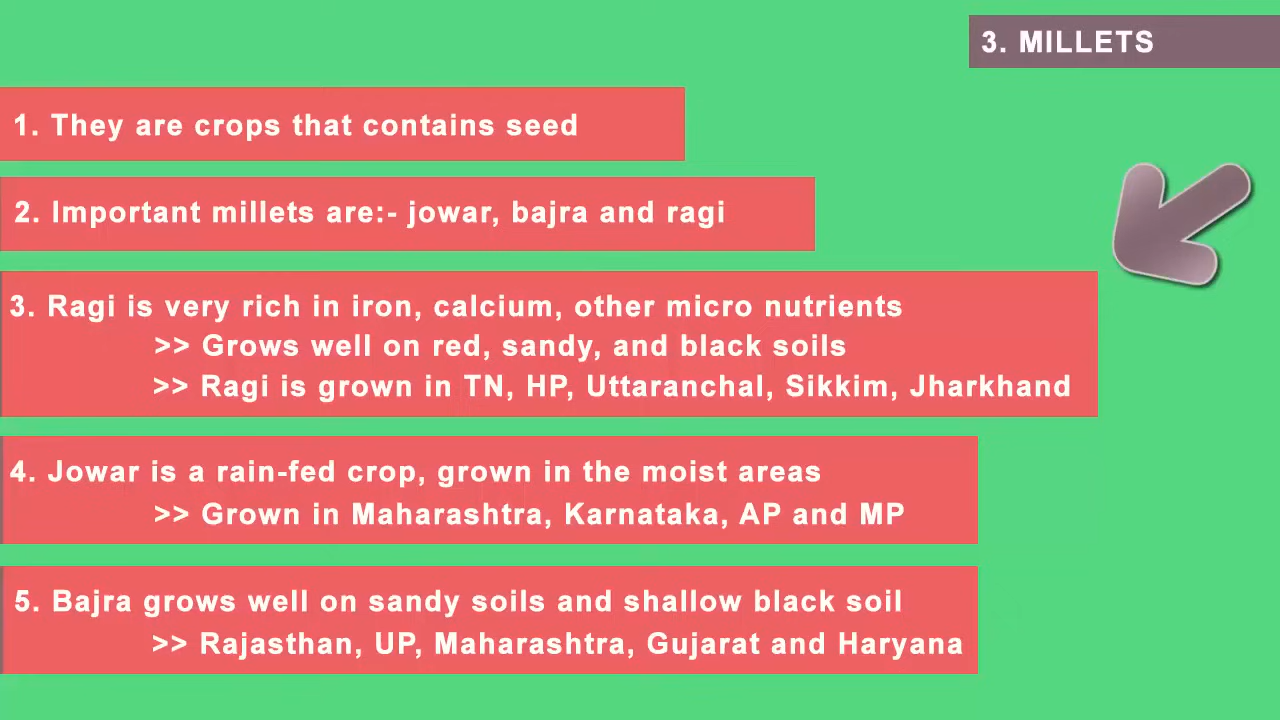 3. MILLETS
1. They are crops that contains seed
2. Important millets are:- jowar, bajra and ragi
3. Ragi is very rich in iron, calcium, other micro nutrients
>> Grows well on red, sandy, and black soils
>> Ragi is grown in TN, HP, Uttaranchal, Sikkim, Jharkhand
4. Jowar is a rain-fed crop, grown in the moist areas
>> Grown in Maharashtra, Karnataka, AP and MP
5. Bajra grows well on sandy soils and shallow black soil
>> Rajasthan, UP, Maharashtra, Gujarat and Haryana